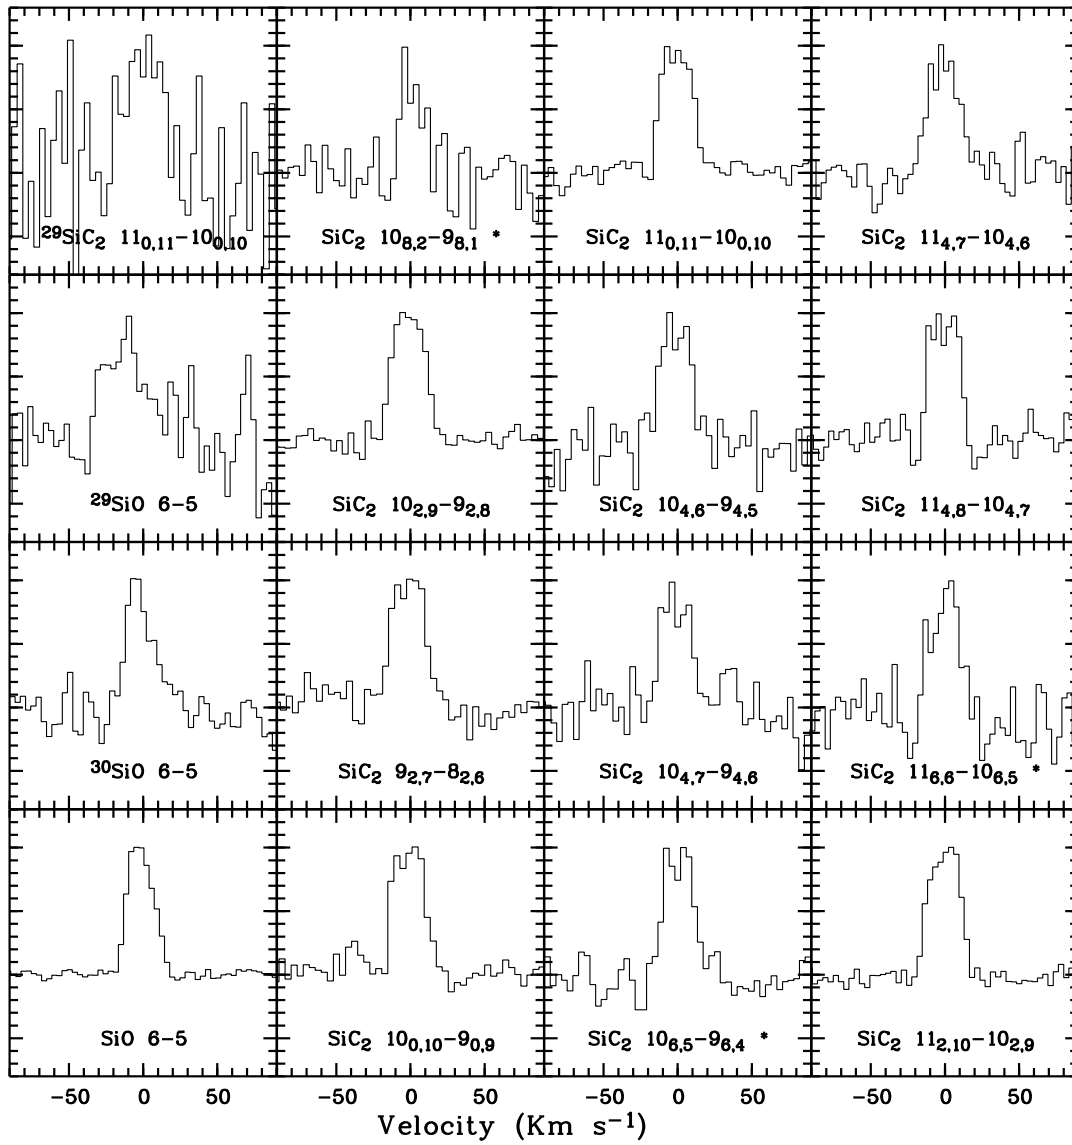 ²⁹SiC₂ 11₀,₁₁−10₀,₁₀
SiC₂ 10₈,₂−9₈,₁ *
SiC₂ 11₀,₁₁−10₀,₁₀
SiC₂ 11₄,₇−10₄,₆
²⁹SiO 6−5
SiC₂ 10₂,₉−9₂,₈
SiC₂ 10₄,₆−9₄,₅
SiC₂ 11₄,₈−10₄,₇
³⁰SiO 6−5
SiC₂ 9₂,₇−8₂,₆
SiC₂ 10₄,₇−9₄,₆
SiC₂ 11₆,₆−10₆,₅ *
SiO 6−5
SiC₂ 10₀,₁₀−9₀,₉
SiC₂ 10₆,₅−9₆,₄ *
SiC₂ 11₂,₁₀−10₂,₉
−50 0 50 −50 0 50 −50 0 50 −50 0 50
Velocity (Km s⁻¹)